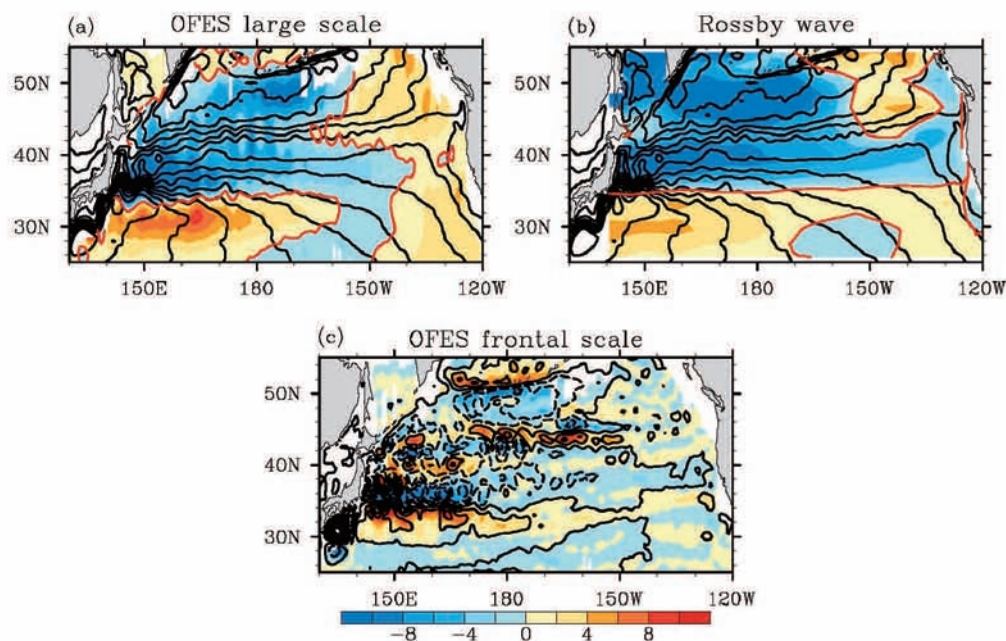 (a) OFES large scale
(b) Rossby wave
50N
40N
30N
150E 180 150W 120W
50N
40N
30N
150E 180 150W 120W
(c) OFES frontal scale
50N
40N
30N
150E 180 150W 120W
-8 -4 0 4 8